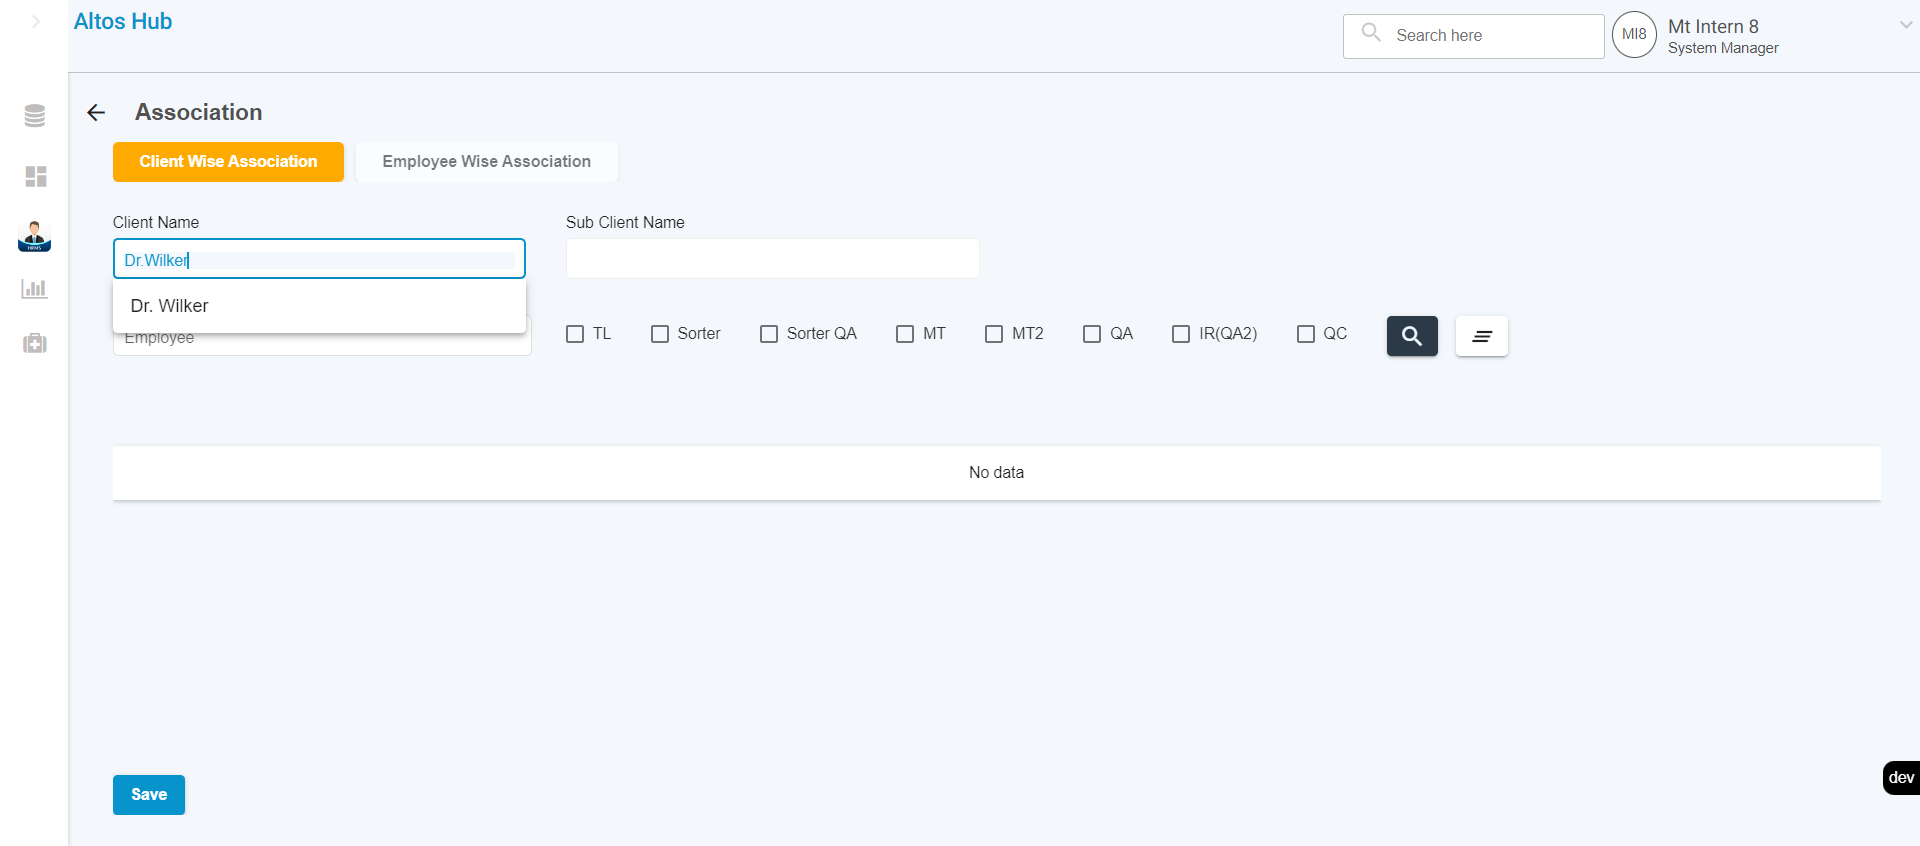 Altos Hub
Search here
MI8
Mt Intern 8
System Manager
Association
Client Wise Association
Employee Wise Association
HRMS
Client Name
Sub Client Name
Dr.Wilker
Dr. Wilker
Employee
TL
Sorter
Sorter QA
MT
MT2
QA
IR(QA2)
QC
No data
Save
dev